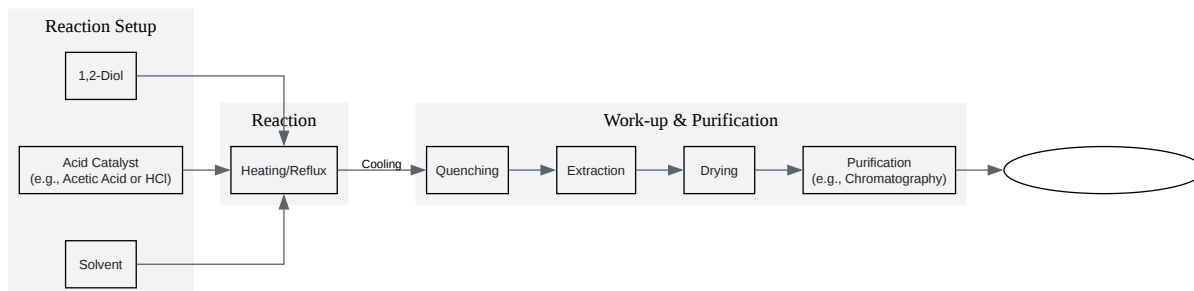 Reaction Setup
1,2-Diol
Acid Catalyst
(e.g., Acetic Acid or HCl)
Solvent
Reaction
Heating/Reflux
Cooling
Work-up & Purification
Quenching
Extraction
Drying
Purification
(e.g., Chromatography)